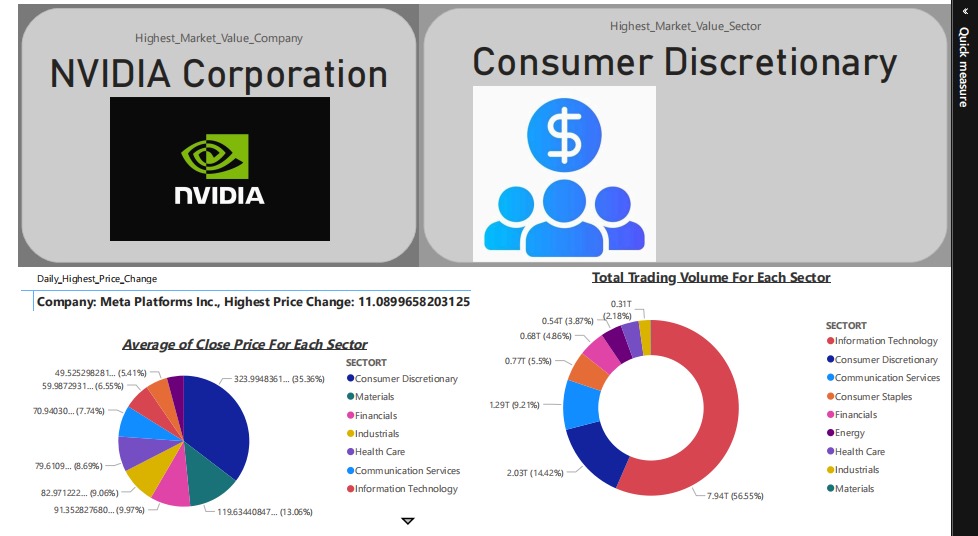 Highest_Market_Value_Company
NVIDIA Corporation
NVIDIA
Highest_Market_Value_Sector
Consumer Discretionary
$
«
Quick measure
Daily_Highest_Price_Change
Company: Meta Platforms Inc., Highest Price Change: 11.0899658203125
Average of Close Price For Each Sector
49.525298281... (5.41%)
59.9872931... (6.55%)
70.94030... (7.74%)
79.6109... (8.69%)
82.971222... (9.06%)
91.352827680... (9.97%)
323.9948361... (35.36%)
119.63440847... (13.06%)
SECTORT
Consumer Discretionary
Materials
Financials
Industrials
Health Care
Communication Services
Information Technology
Total Trading Volume For Each Sector
0.31T
(2.18%)
0.54T (3.87%)
0.68T (4.86%)
0.77T (5.5%)
1.29T (9.21%)
2.03T (14.42%)
7.94T (56.55%)
SECTORT
Information Technology
Consumer Discretionary
Communication Services
Consumer Staples
Financials
Energy
Health Care
Industrials
Materials